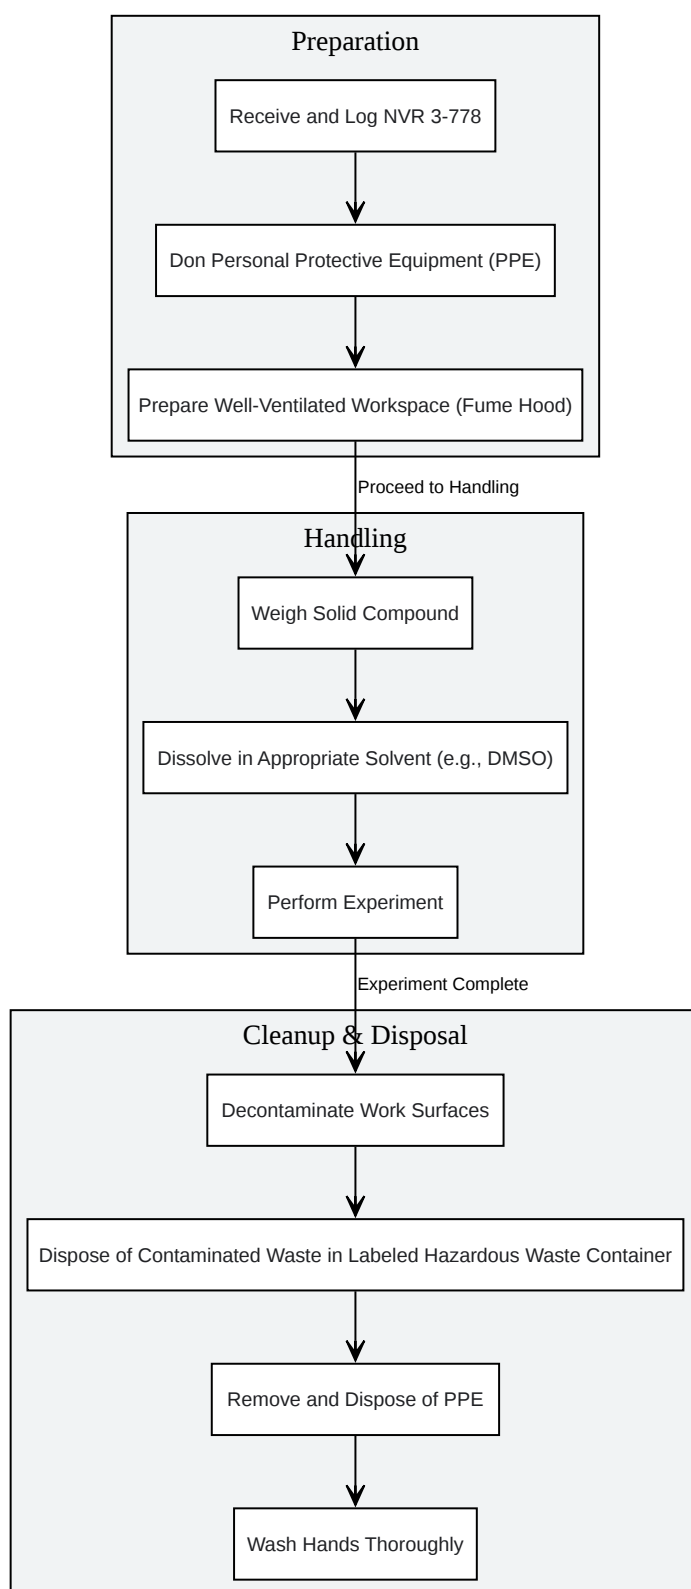 Preparation
Receive and Log NVR 3-778
Don Personal Protective Equipment (PPE)
Prepare Well-Ventilated Workspace (Fume Hood)
Proceed to Handling
Handling
Weigh Solid Compound
Dissolve in Appropriate Solvent (e.g., DMSO)
Perform Experiment
Experiment Complete
Cleanup & Disposal
Decontaminate Work Surfaces
Dispose of Contaminated Waste in Labeled Hazardous Waste Container
Remove and Dispose of PPE
Wash Hands Thoroughly